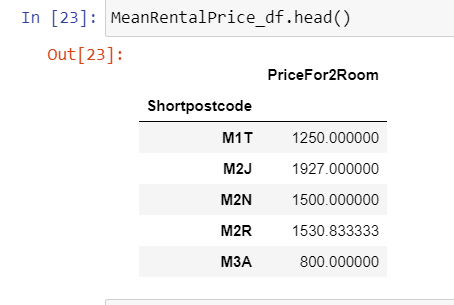 In [23]: MeanRentalPrice_df.head()
Out[23]:
PriceFor2Room
Shortpostcode
M1T 1250.000000
M2J 1927.000000
M2N 1500.000000
M2R 1530.833333
M3A 800.000000